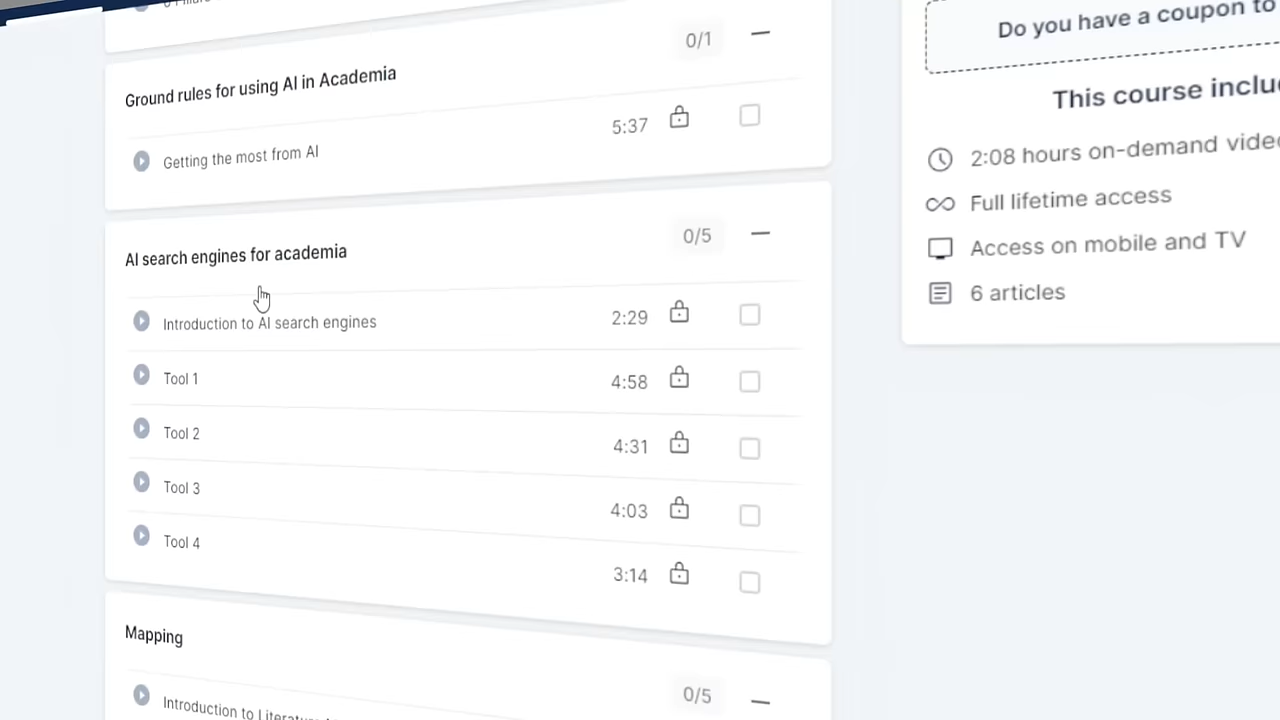 Ground rules for using AI in Academia
0/1
Getting the most from AI
5:37
AI search engines for academia
0/5
Introduction to AI search engines
2:29
Tool 1
4:58
Tool 2
4:31
Tool 3
4:03
Tool 4
3:14
Mapping
0/5
Introduction to
Do you have a coupon to
This course
2:08 hours on-demand
Full lifetime access
Access on mobile and TV
6 articles